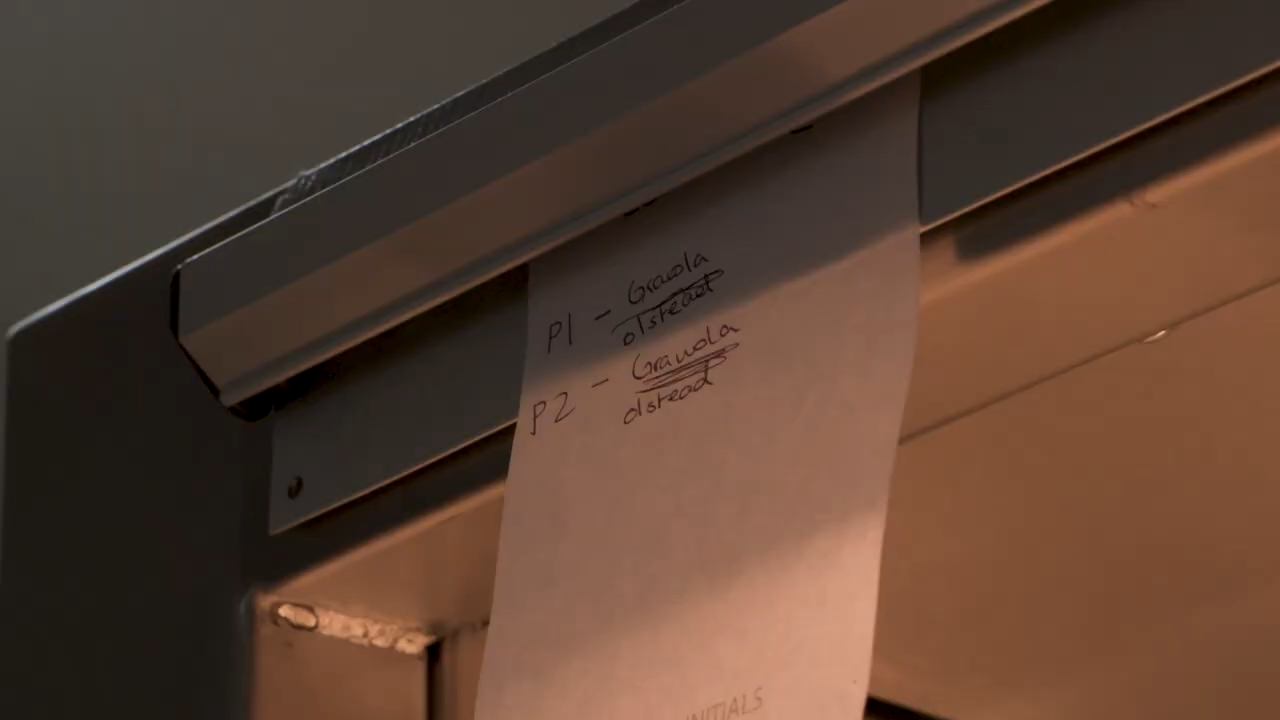 P1 - Granola
olstead
P2 - Granola
olstead
INITIALS